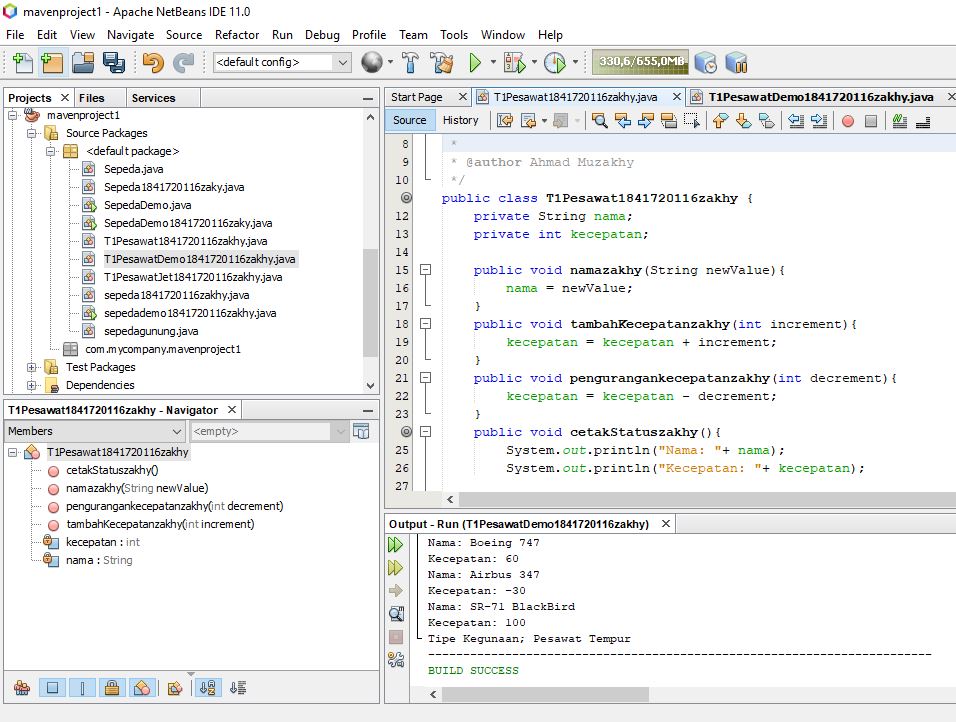 mavenproject1 - Apache NetBeans IDE 11.0
File Edit View Navigate Source Refactor Run Debug Profile Team Tools Window Help
<default config>
330,6/655,0MB
Projects Files Services
mavenproject1
Source Packages
<default package>
Sepeda.java
Sepeda1841720116zaky.java
SepedaDemo.java
SepedaDemo1841720116zaky.java
T1Pesawat1841720116zakhy.java
T1PesawatDemo1841720116zakhy.java
T1PesawatJet1841720116zakhy.java
sepeda1841720116zakhy.java
sepedademo1841720116zakhy.java
sepedagunung.java
com.mycompany.mavenproject1
Test Packages
Dependencies
T1Pesawat1841720116zakhy - Navigator
Members
<empty>
T1Pesawat1841720116zakhy
cetakStatuszakhy()
namazakhy(String newValue)
pengurangankecepatanzakhy(int decrement)
tambahKecepatanzakhy(int increment)
kecepatan : int
nama : String
Start Page T1Pesawat1841720116zakhy.java T1PesawatDemo1841720116zakhy.java
Source History
8 *
9 * @author Ahmad Muzakhy
10 */
public class T1Pesawat1841720116zakhy {
12 private String nama;
13 private int kecepatan;
14
15 public void namazakhy(String newValue){
16 nama = newValue;
17 }
18 public void tambahKecepatanzakhy(int increment){
19 kecepatan = kecepatan + increment;
20 }
21 public void pengurangankecepatanzakhy(int decrement){
22 kecepatan = kecepatan - decrement;
23 }
public void cetakStatuszakhy(){
25 System.out.println("Nama: "+ nama);
26 System.out.println("Kecepatan: "+ kecepatan);
27
Output - Run (T1PesawatDemo1841720116zakhy)
Nama: Boeing 747
Kecepatan: 60
Nama: Airbus 347
Kecepatan: -30
Nama: SR-71 BlackBird
Kecepatan: 100
Tipe Kegunaan; Pesawat Tempur
------------------------------------------------------------------------
BUILD SUCCESS